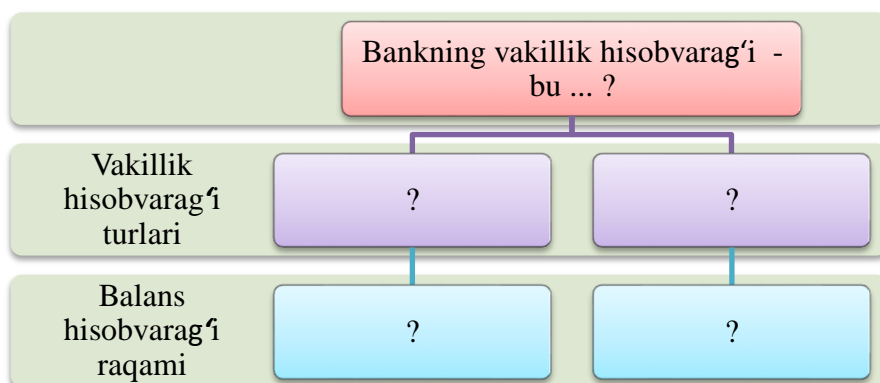 Bankning vakillik hisobvarag‘i -
bu ... ?
Vakillik
hisobvarag‘i
turlari
?
?
Balans
hisobvarag‘i
raqami
?
?